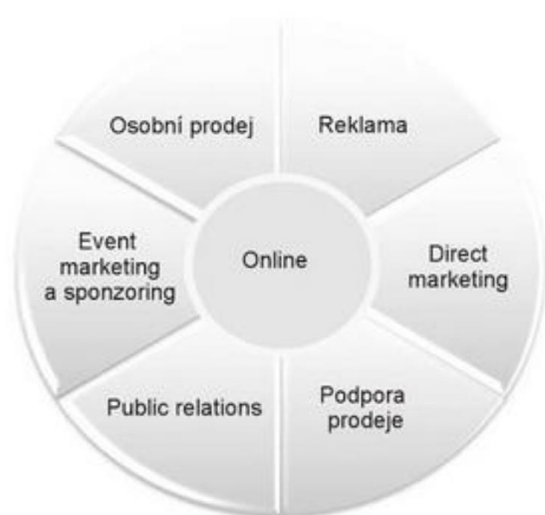 Osobní prodej
Reklama
Event
marketing
a sponzoring
Online
Direct
marketing
Public relations
Podpora
prodeje